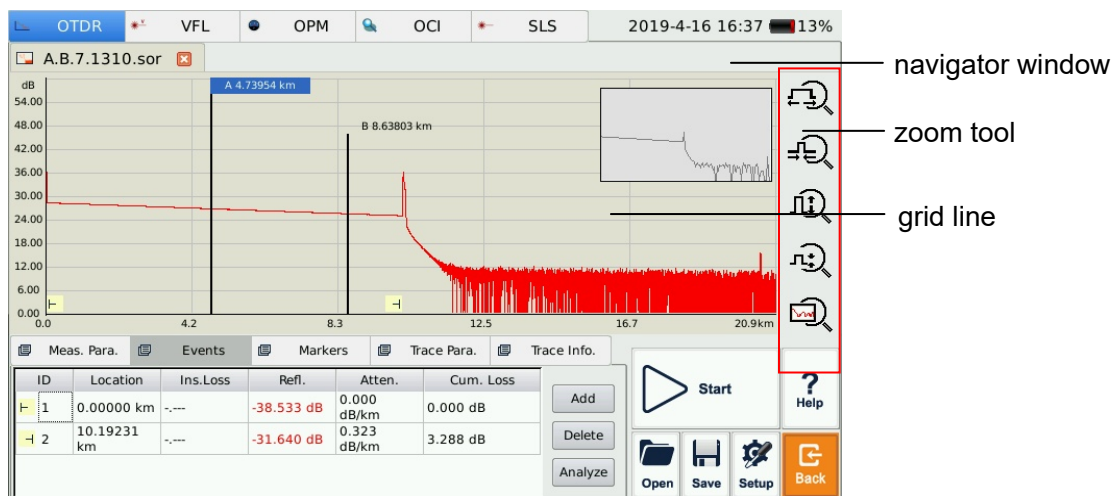 OTDR VFL OPM OCI SLS 2019-4-16 16:37 13%
A.B.7.1310.sor
navigator window
dB
A 4.73954 km
54.00
48.00
B 8.63803 km
zoom tool
42.00
36.00
30.00
24.00
grid line
18.00
12.00
6.00
0.00
0.0 4.2 8.3 12.5 16.7 20.9km
Meas. Para. Events Markers Trace Para. Trace Info.
ID Location Ins.Loss Refl. Atten. Cum. Loss
1 0.00000 km -.--- -38.533 dB 0.000 dB/km 0.000 dB
2 10.19231 km -.--- -31.640 dB 0.323 dB/km 3.288 dB
Add
Delete
Analyze
Start
? Help
Open Save Setup Back